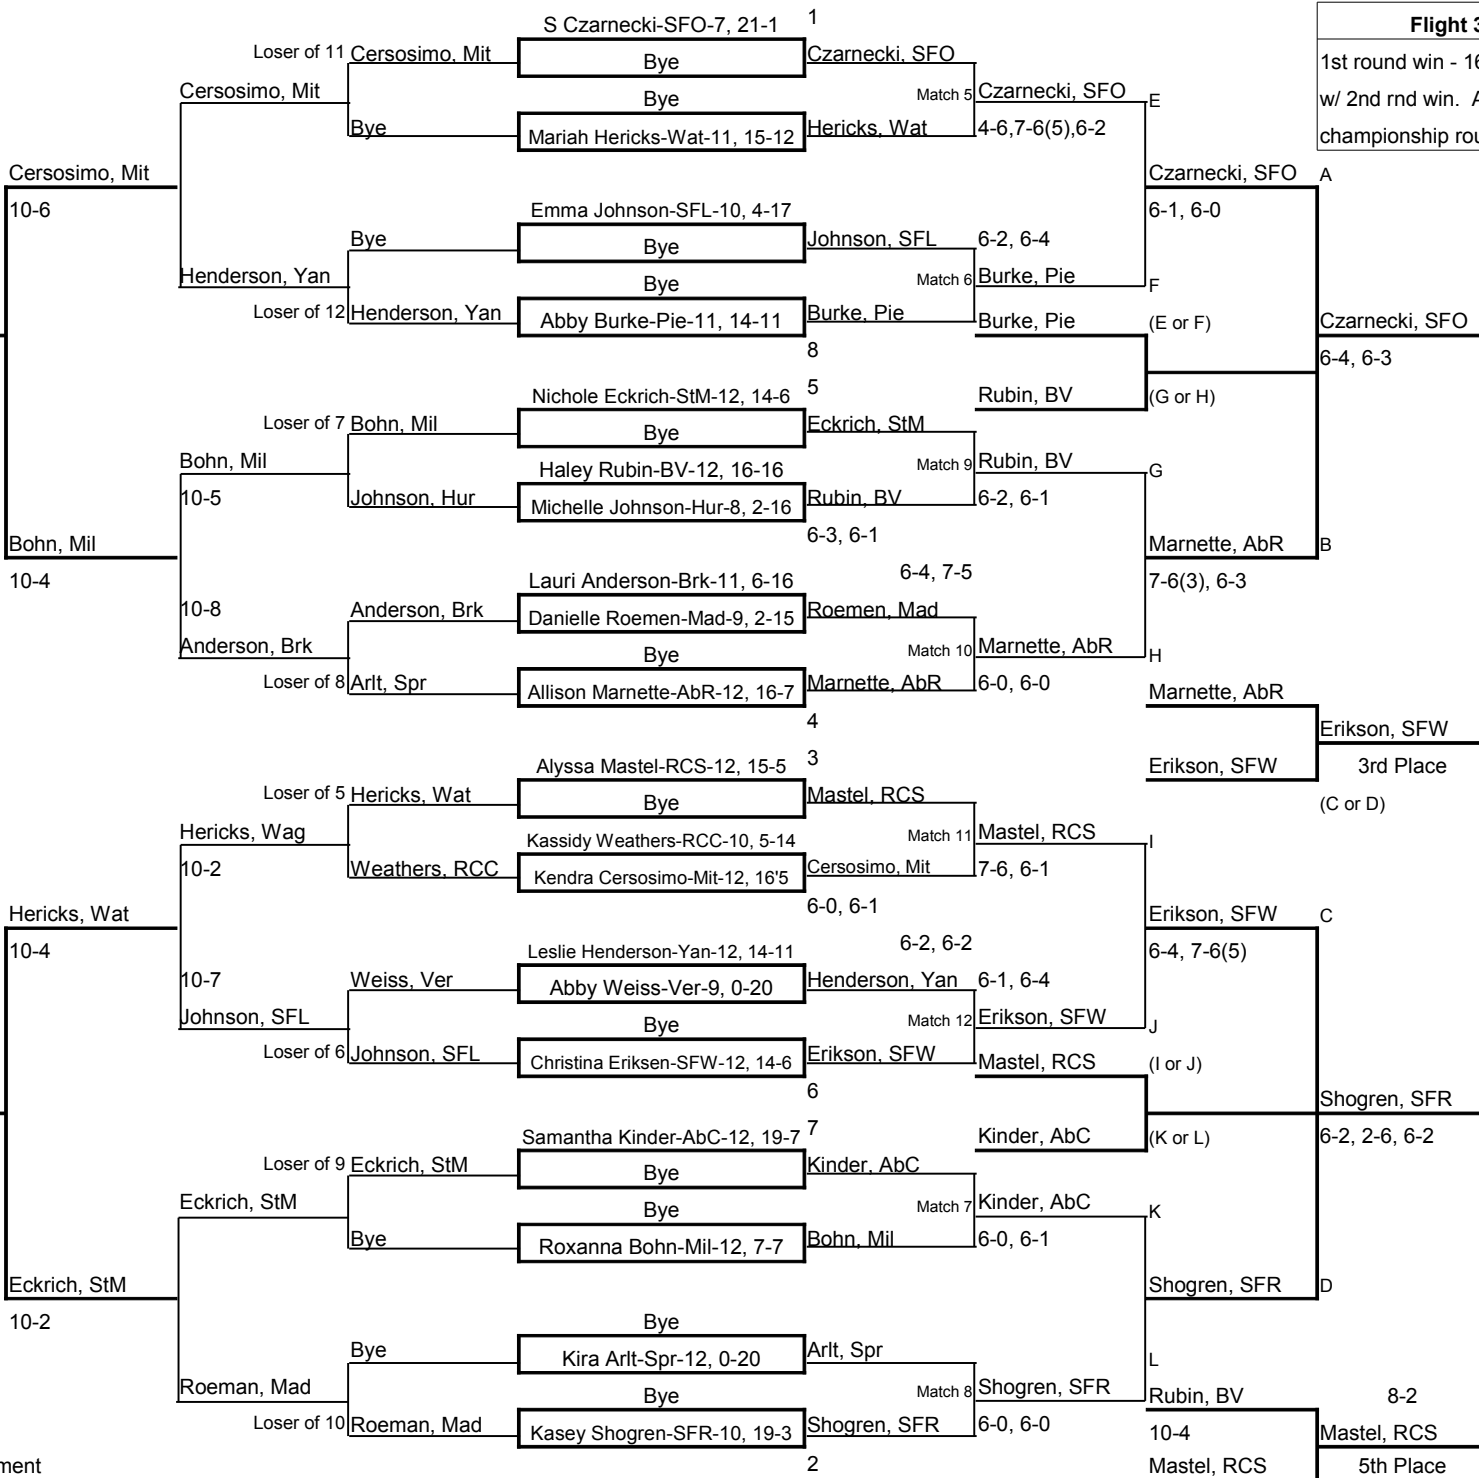 S Czarnecki-SFO-7, 21-1 1 Flight 3
Loser of 11 Cersosimo, Mit Bye Czarnecki, SFO 1st round win - 16
Cersosimo, Mit Bye Match 5 Czarnecki, SFO E w/ 2nd rnd win. A
Bye Mariah Hericks-Wat-11, 15-12 Hericks, Wat 4-6,7-6(5),6-2 championship rou
Cersosimo, Mit Czarnecki, SFO A
10-6 Emma Johnson-SFL-10, 4-17 6-1, 6-0
Bye Bye Johnson, SFL 6-2, 6-4
Henderson, Yan Bye Match 6 Burke, Pie F
Loser of 12 Henderson, Yan Abby Burke-Pie-11, 14-11 Burke, Pie Burke, Pie (E or F) Czarnecki, SFO
8 6-4, 6-3
Nichole Eckrich-StM-12, 14-6 5 Rubin, BV (G or H)
Loser of 7 Bohn, Mil Bye Eckrich, StM
Bohn, Mil Haley Rubin-BV-12, 16-16 Match 9 Rubin, BV G
10-5 Johnson, Hur Michelle Johnson-Hur-8, 2-16 Rubin, BV 6-2, 6-1
6-3, 6-1
Bohn, Mil Marnette, AbR B
10-4 Lauri Anderson-Brk-11, 6-16 6-4, 7-5 7-6(3), 6-3
10-8 Anderson, Brk Danielle Roemen-Mad-9, 2-15 Roemen, Mad
Anderson, Brk Bye Match 10 Marnette, AbR H
Loser of 8 Arlt, Spr Allison Marnette-AbR-12, 16-7 Marnette, AbR 6-0, 6-0 Marnette, AbR
4 Erikson, SFW
Alyssa Mastel-RCS-12, 15-5 3 Erikson, SFW 3rd Place
Loser of 5 Hericks, Wat Bye Mastel, RCS (C or D)
Hericks, Wag Kassidy Weathers-RCC-10, 5-14 Match 11 Mastel, RCS I
10-2 Weathers, RCC Kendra Cersosimo-Mit-12, 16'5 Cersosimo, Mit 7-6, 6-1
6-0, 6-1
Hericks, Wat Erikson, SFW C
10-4 Leslie Henderson-Yan-12, 14-11 6-2, 6-2 6-4, 7-6(5)
10-7 Weiss, Ver Abby Weiss-Ver-9, 0-20 Henderson, Yan 6-1, 6-4
Johnson, SFL Bye Match 12 Erikson, SFW J
Loser of 6 Johnson, SFL Christina Eriksen-SFW-12, 14-6 Erikson, SFW Mastel, RCS (I or J)
6 Shogren, SFR
Samantha Kinder-AbC-12, 19-7 7 Kinder, AbC (K or L) 6-2, 2-6, 6-2
Loser of 9 Eckrich, StM Bye Kinder, AbC
Eckrich, StM Bye Match 7 Kinder, AbC K
Bye Roxanna Bohn-Mil-12, 7-7 Bohn, Mil 6-0, 6-1
Eckrich, StM Shogren, SFR D
10-2 Bye
Bye Kira Arlt-Spr-12, 0-20 Arlt, Spr L
Roeman, Mad Bye Match 8 Shogren, SFR Rubin, BV 8-2
Loser of 10 Roeman, Mad Kasey Shogren-SFR-10, 19-3 Shogren, SFR 6-0, 6-0 10-4 Mastel, RCS
ment 2 Mastel, RCS 5th Place